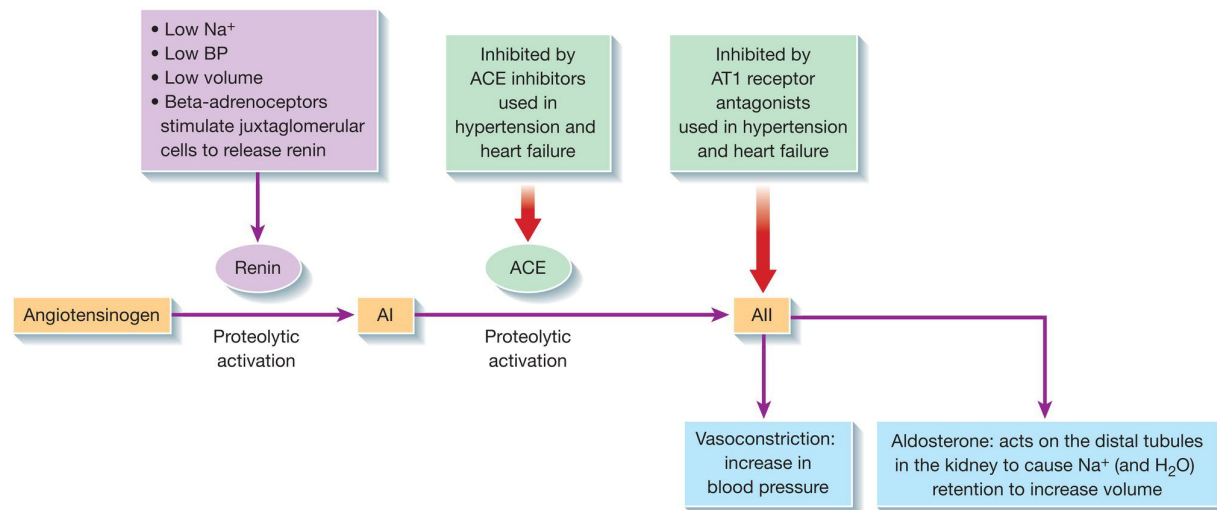 • Low Na⁺
• Low BP
• Low volume
• Beta-adrenoceptors
stimulate juxtaglomerular
cells to release renin
Inhibited by
ACE inhibitors
used in
hypertension and
heart failure
Inhibited by
AT1 receptor
antagonists
used in hypertension
and heart failure
Renin
ACE
Angiotensinogen
AI
AII
Proteolytic
activation
Proteolytic
activation
Vasoconstriction:
increase in
blood pressure
Aldosterone: acts on the distal tubules
in the kidney to cause Na⁺ (and H₂O)
retention to increase volume